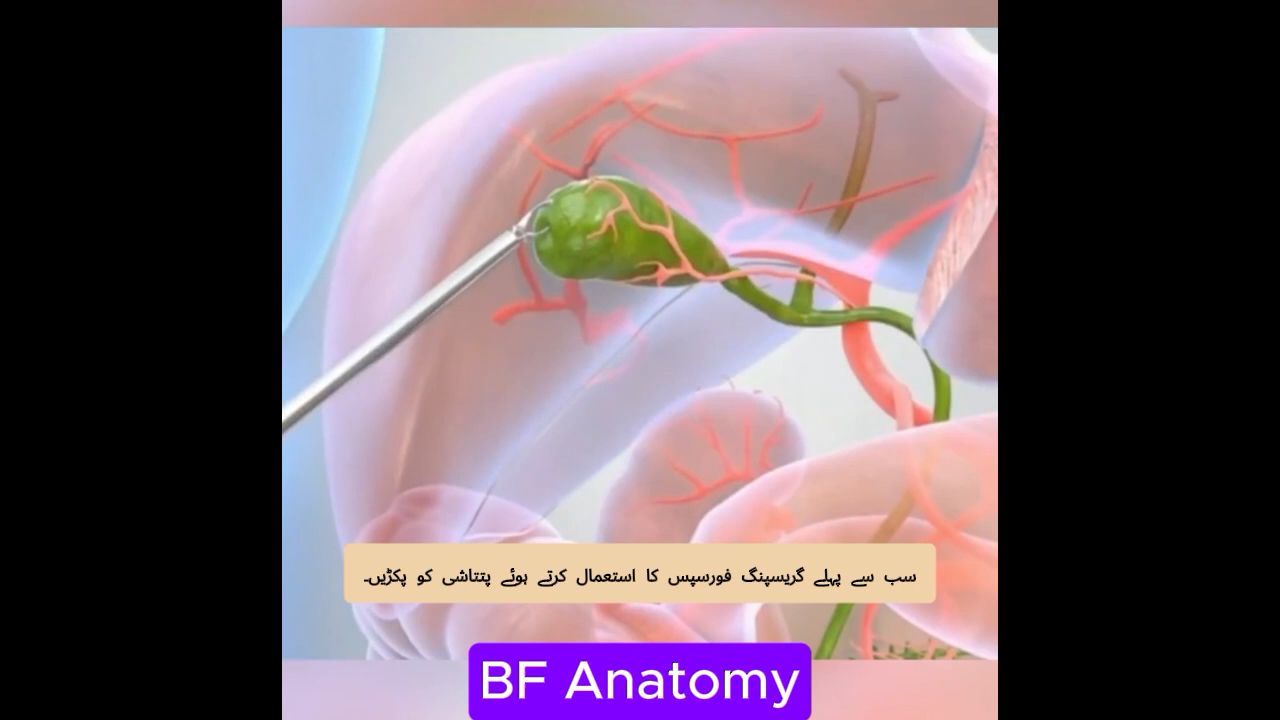 سب سے پہلے گریسپنگ فورسپس کا استعمال کرتے ہوئے پتتاشی کو پکڑیں۔
BF Anatomy